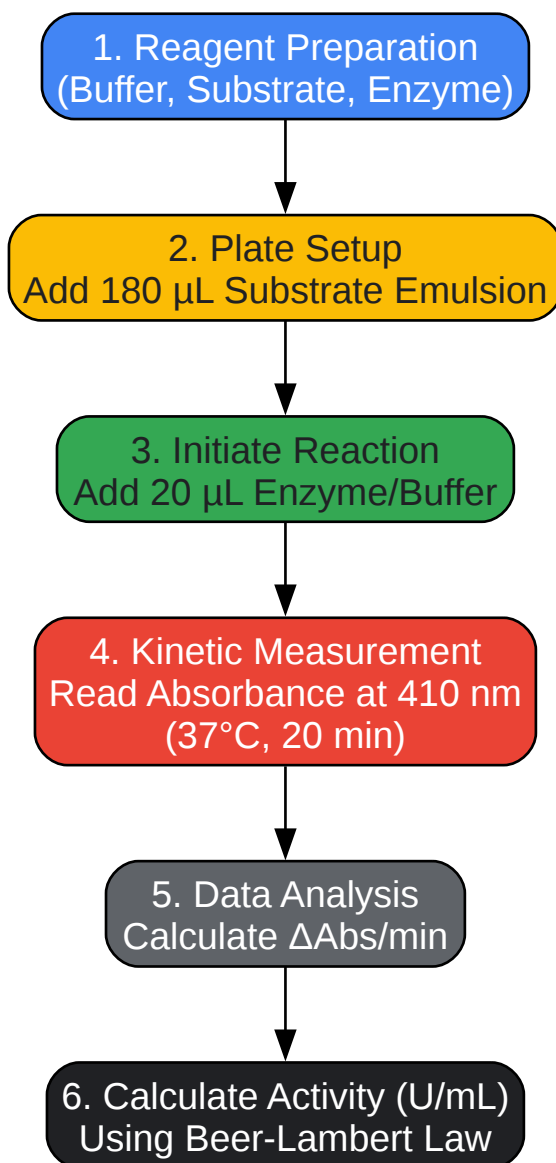 1. Reagent Preparation
(Buffer, Substrate, Enzyme)
2. Plate Setup
Add 180 µL Substrate Emulsion
3. Initiate Reaction
Add 20 µL Enzyme/Buffer
4. Kinetic Measurement
Read Absorbance at 410 nm
(37°C, 20 min)
5. Data Analysis
Calculate ΔAbs/min
6. Calculate Activity (U/mL)
Using Beer-Lambert Law